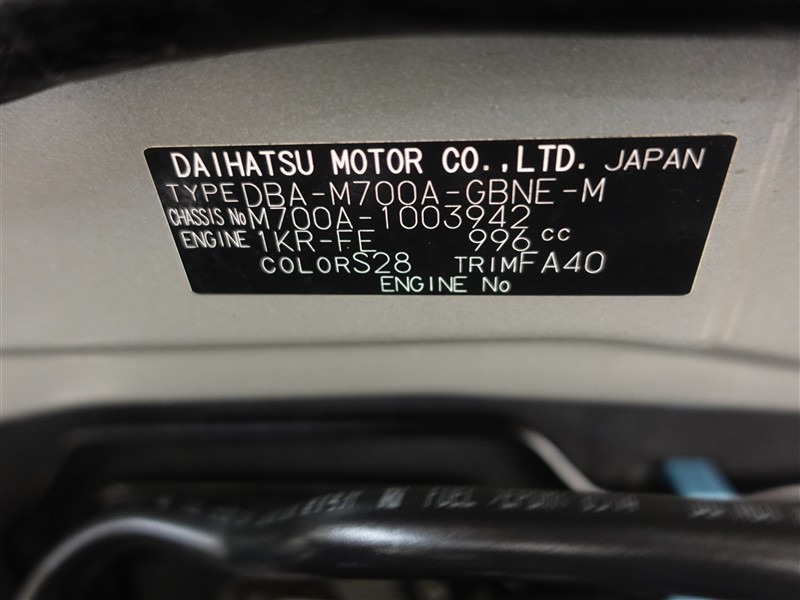 DAIHATSU MOTOR CO.,LTD. JAPAN
TYPE DBA-M700A-GBNE-M
CHASSIS No M700A-1003942
ENGINE 1KR-FE 996 cc
COLOR S28 TRIM FA40
ENGINE No
FUEL